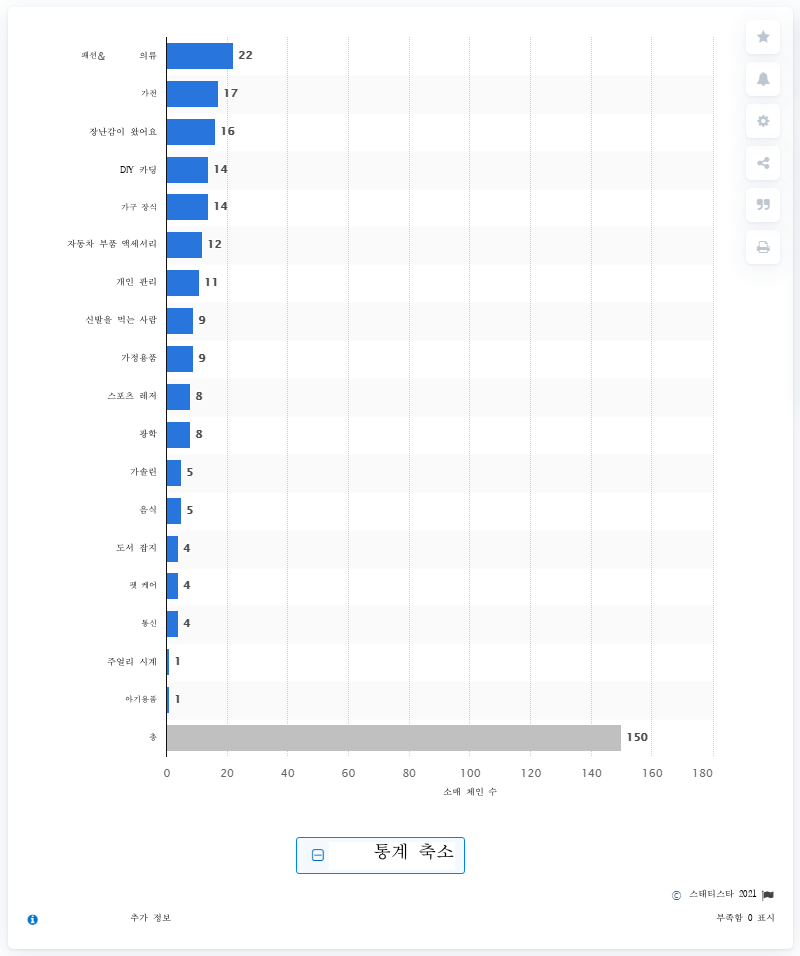 패션& 의류 22
가전 17
장난감이 왔어요 16
DIY 카딩 14
가구 장식 14
자동차 부품 액세서리 12
개인 관리 11
신발을 먹는 사람 9
가정용품 9
스포츠 레저 8
광학 8
가솔린 5
음식 5
도서 잡지 4
펫 케어 4
통신 4
주얼리 시계 1
아기용품 1
총 150
0 20 40 60 80 100 120 140 160 180
소매 체인 수
통계 축소
© 스태티스타 2021
추가 정보 부족함 0 표시